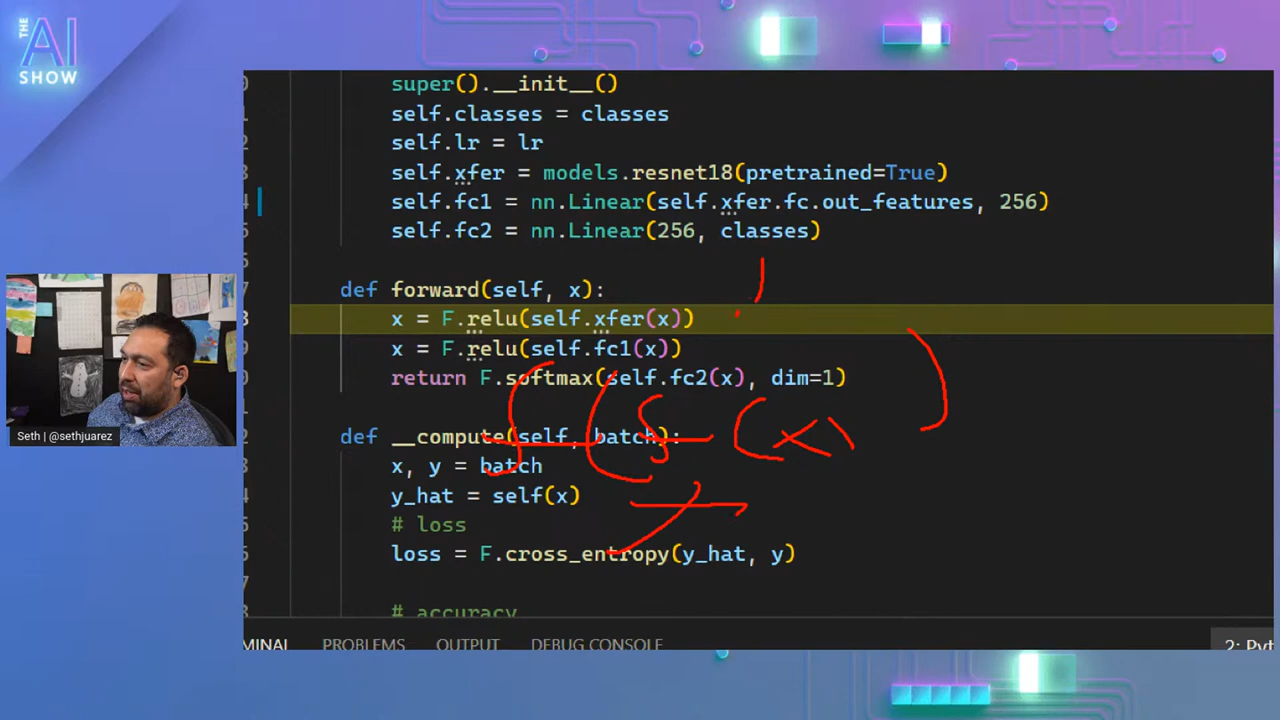 THE
AI
SHOW
super().__init__()
self.classes = classes
self.lr = lr
self.xfer = models.resnet18(pretrained=True)
self.fc1 = nn.Linear(self.xfer.fc.out_features, 256)
self.fc2 = nn.Linear(256, classes)
def forward(self, x):
x = F.relu(self.xfer(x))
x = F.relu(self.fc1(x))
return F.softmax(self.fc2(x), dim=1)
def __compute(self, batch):
x, y = batch
y_hat = self(x)
# loss
loss = F.cross_entropy(y_hat, y)
# accuracy
Seth | @sethjuarez
PROBLEMS OUTPUT DEBUG CONSOLE